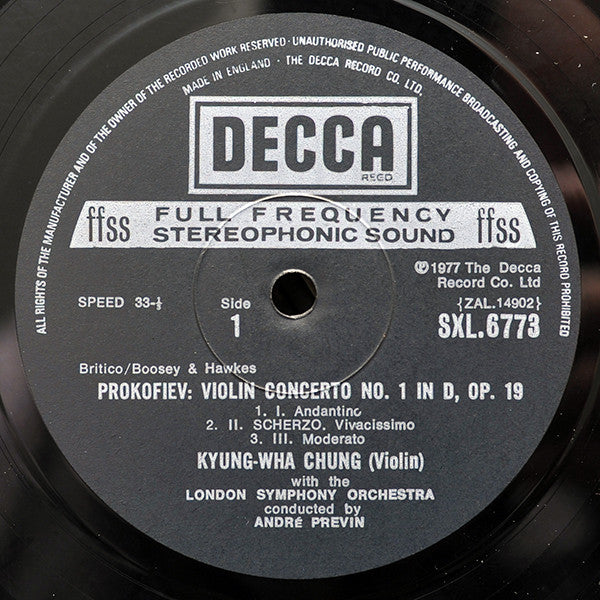 ALL RIGHTS OF THE MANUFACTURER AND OF THE OWNER OF THE RECORDED WORK RESERVED · UNAUTHORISED PUBLIC PERFORMANCE BROADCASTING AND COPYING OF THIS RECORD PROHIBITED
MADE IN ENGLAND · THE DECCA RECORD CO. LTD.
DECCA
REGD
ffss FULL FREQUENCY ffss
STEREOPHONIC SOUND
℗1977 The Decca
Record Co. Ltd
SPEED 33-⅓ Side {ZAL.14902}
1 SXL.6773
Britico/Boosey & Hawkes
PROKOFIEV: VIOLIN CONCERTO NO. 1 IN D, OP. 19
1. I. Andantino
2. II. SCHERZO. Vivacissimo
3. III. Moderato
KYUNG-WHA CHUNG (Violin)
with the
LONDON SYMPHONY ORCHESTRA
conducted by
ANDRé PREVIN